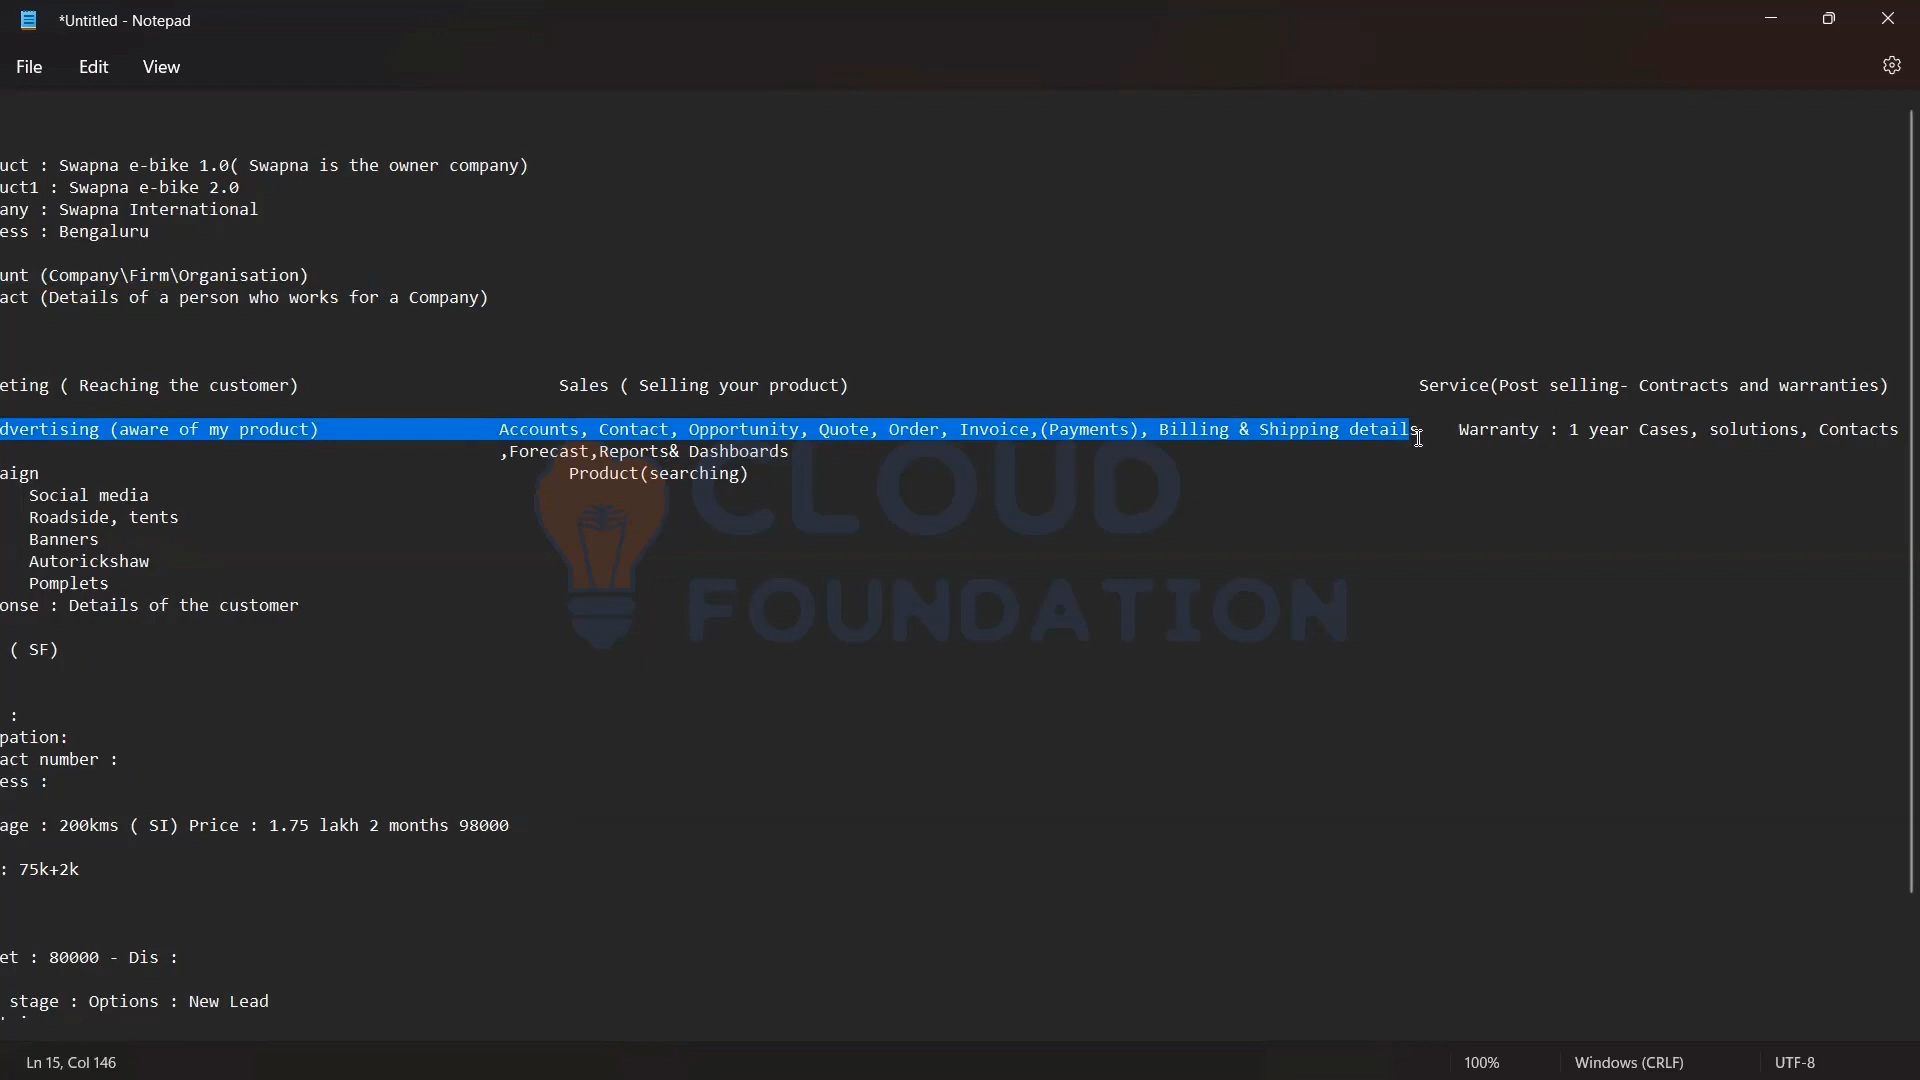 *Untitled - Notepad
File Edit View
uct : Swapna e-bike 1.0( Swapna is the owner company)
uct1 : Swapna e-bike 2.0
any : Swapna International
ess : Bengaluru
unt (Company\Firm\Organisation)
act (Details of a person who works for a Company)
eting ( Reaching the customer) Sales ( Selling your product) Service(Post selling- Contracts and warranties)
dvertising (aware of my product) Accounts, Contact, Opportunity, Quote, Order, Invoice,(Payments), Billing & Shipping details Warranty : 1 year Cases, solutions, Contacts
,Forecast,Reports& Dashboards
aign Product(searching)
Social media
Roadside, tents
Banners
Autorickshaw
Pomplets
onse : Details of the customer
( SF)
:
pation:
act number :
ess :
age : 200kms ( SI) Price : 1.75 lakh 2 months 98000
: 75k+2k
et : 80000 - Dis :
stage : Options : New Lead
CLOUD
FOUNDATION
Ln 15, Col 146 100% Windows (CRLF) UTF-8